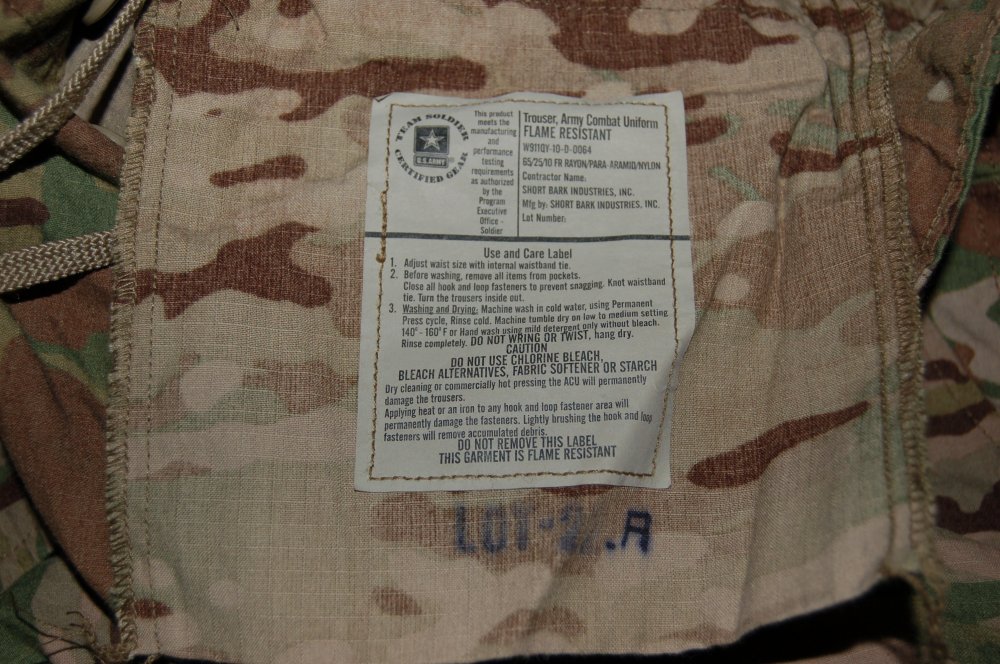 TEAM SOLDIER
U.S. ARMY
CERTIFIED GEAR
This product
meets the
manufacturing
and
performance
testing
requirements
as authorized
by the
Program
Executive
Office -
Soldier
Trouser, Army Combat Uniform
FLAME RESISTANT
W911QY-10-D-0064
65/25/10 FR RAYON/PARA-ARAMID/NYLON
Contractor Name:
SHORT BARK INDUSTRIES, INC.
Mfg by: SHORT BARK INDUSTRIES, INC.
Lot Number:
Use and Care Label
1. Adjust waist size with internal waistband tie.
2. Before washing, remove all items from pockets.
Close all hook and loop fasteners to prevent snagging. Knot waistband
tie. Turn the trousers inside out.
3. Washing and Drying: Machine wash in cold water, using Permanent
Press cycle, Rinse cold. Machine tumble dry on low to medium setting
140° - 160° F or Hand wash using mild detergent only without bleach.
Rinse completely. DO NOT WRING OR TWIST, hang dry.
CAUTION
DO NOT USE CHLORINE BLEACH,
BLEACH ALTERNATIVES, FABRIC SOFTENER OR STARCH
Dry cleaning or commercially hot pressing the ACU will permanently
damage the trousers.
Applying heat or an iron to any hook and loop fastener area will
permanently damage the fasteners. Lightly brushing the hook and loop
fasteners will remove accumulated debris.
DO NOT REMOVE THIS LABEL
THIS GARMENT IS FLAME RESISTANT
LOT-